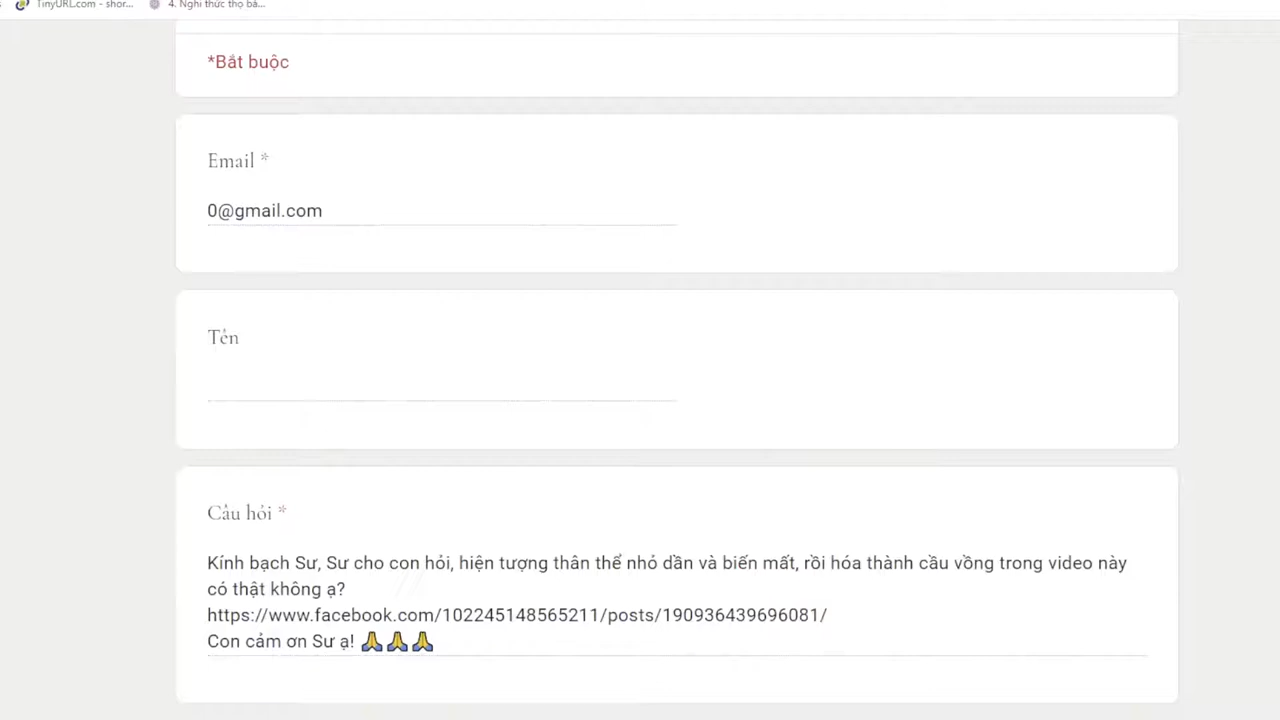 TinyURL.com - shor... 4. Nghi thức thọ bà...
*Bắt buộc
Email *
0@gmail.com
Tên
Câu hỏi *
Kính bạch Sư, Sư cho con hỏi, hiện tượng thân thể nhỏ dần và biến mất, rồi hóa thành cầu vồng trong video này
có thật không ạ?
https://www.facebook.com/102245148565211/posts/190936439696081/
Con cảm ơn Sư ạ! 🙏🙏🙏